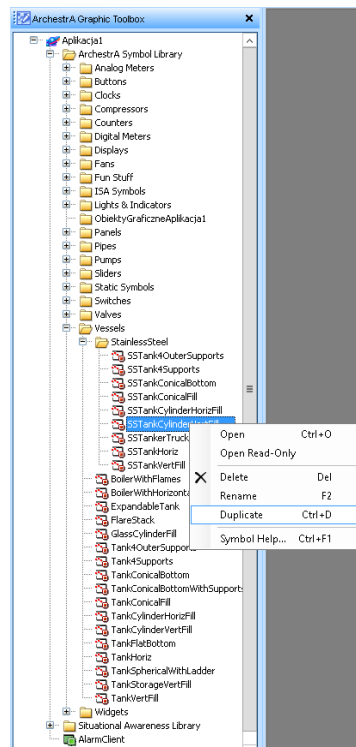 ArchestrA Graphic Toolbox
Aplikacja1
ArchestrA Symbol Library
Analog Meters
Buttons
Clocks
Compressors
Counters
Digital Meters
Displays
Fans
Fun Stuff
ISA Symbols
Lights & Indicators
ObiektyGraficzneAplikacja1
Panels
Pipes
Pumps
Sliders
Static Symbols
Switches
Valves
Vessels
StainlessSteel
SSTank4OuterSupports
SSTank4Supports
SSTankConicalBottom
SSTankConicalFill
SSTankCylinderHorizFill
SSTankCylinderVertFill
SSTankerTruck
SSTankHoriz
SSTankVertFill
BoilerWithFlames
BoilerWithHorizonta
ExpandableTank
FlareStack
GlassCylinderFill
Tank4OuterSupports
Tank4Supports
TankConicalBottom
TankConicalBottomWithSupports
TankConicalFill
TankCylinderHorizFill
TankCylinderVertFill
TankFlatBottom
TankHoriz
TankSphericalWithLadder
TankStorageVertFill
TankVertFill
Widgets
Situational Awareness Library
AlarmClient
Open Ctrl+O
Open Read-Only
Delete Del
Rename F2
Duplicate Ctrl+D
Symbol Help... Ctrl+F1